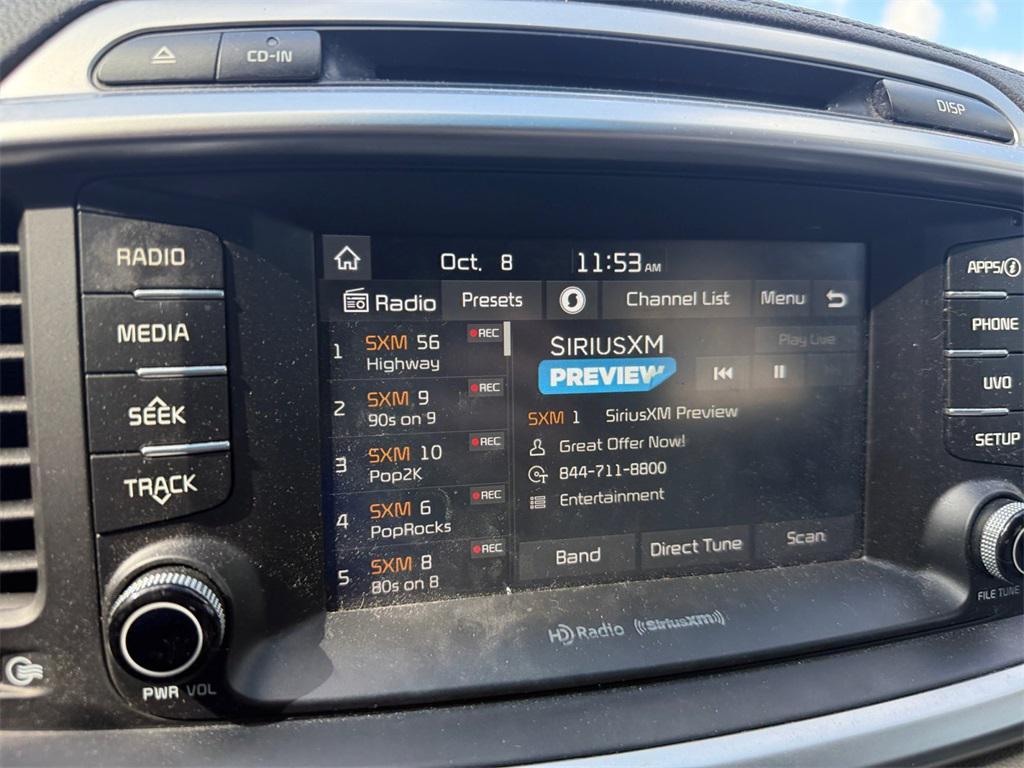 CD-IN
DISP
RADIO
MEDIA
SEEK
TRACK
PWR VOL
Oct. 8 11:53 AM
Radio Presets Channel List Menu
1 SXM 56 REC
Highway
2 SXM 9 REC
90s on 9
3 SXM 10 REC
Pop2K
4 SXM 6 REC
PopRocks
5 SXM 8 REC
80s on 8
SIRIUSXM
PREVIEW
Play Live
SXM 1 SiriusXM Preview
Great Offer Now!
844-711-8800
Entertainment
Band Direct Tune Scan
HD Radio ((SiriusXM))
APPS/i
PHONE
UVO
SETUP
FILE TUNE